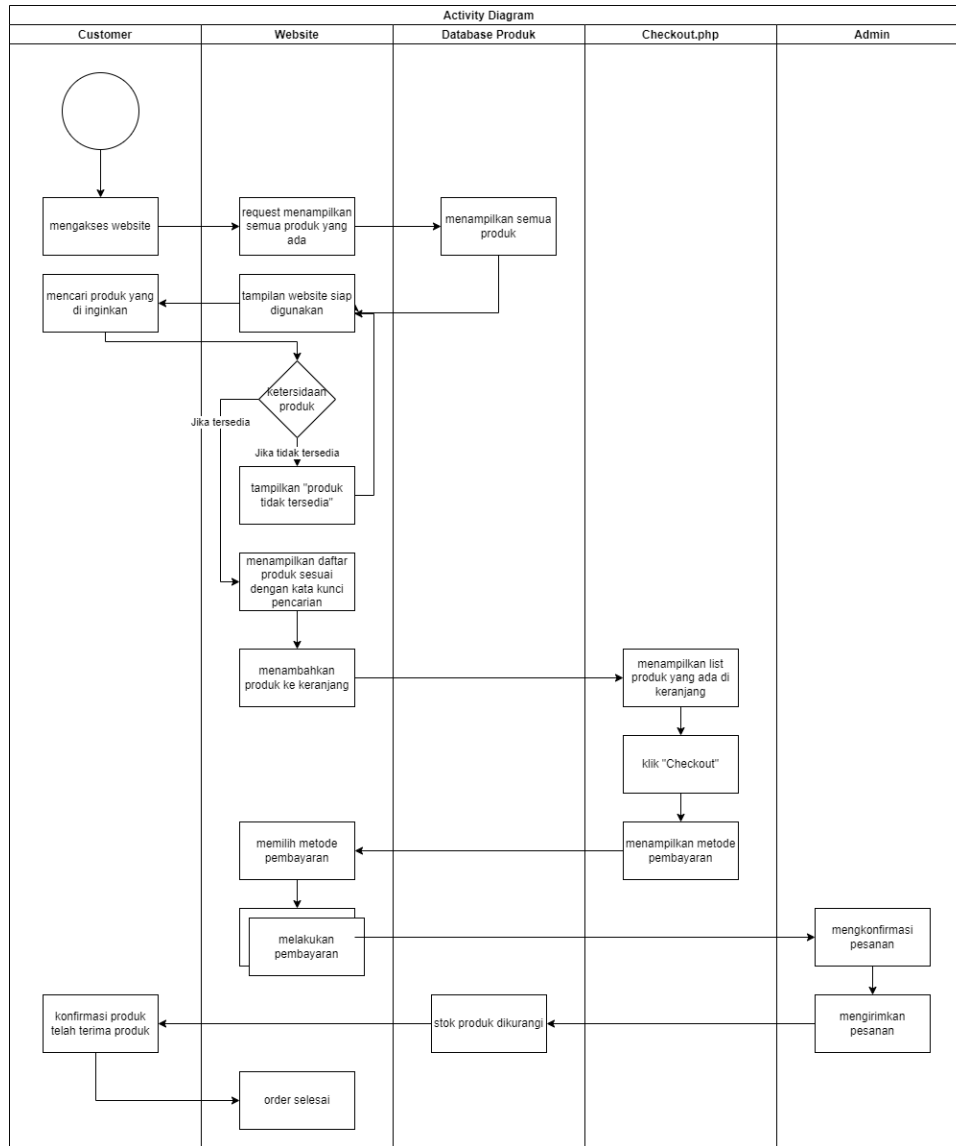 Activity Diagram
Customer
Website
Database Produk
Checkout.php
Admin
mengakses website
request menampilkan
semua produk yang
ada
menampilkan semua
produk
mencari produk yang
di inginkan
tampilan website siap
digunakan
ketersidaan
produk
Jika tersedia
Jika tidak tersedia
tampilkan "produk
tidak tersedia"
menampilkan daftar
produk sesuai
dengan kata kunci
pencarian
menambahkan
produk ke keranjang
menampilkan list
produk yang ada di
keranjang
klik "Checkout"
memilih metode
pembayaran
menampilkan metode
pembayaran
melakukan
pembayaran
mengkonfirmasi
pesanan
konfirmasi produk
telah terima produk
stok produk dikurangi
mengirimkan
pesanan
order selesai